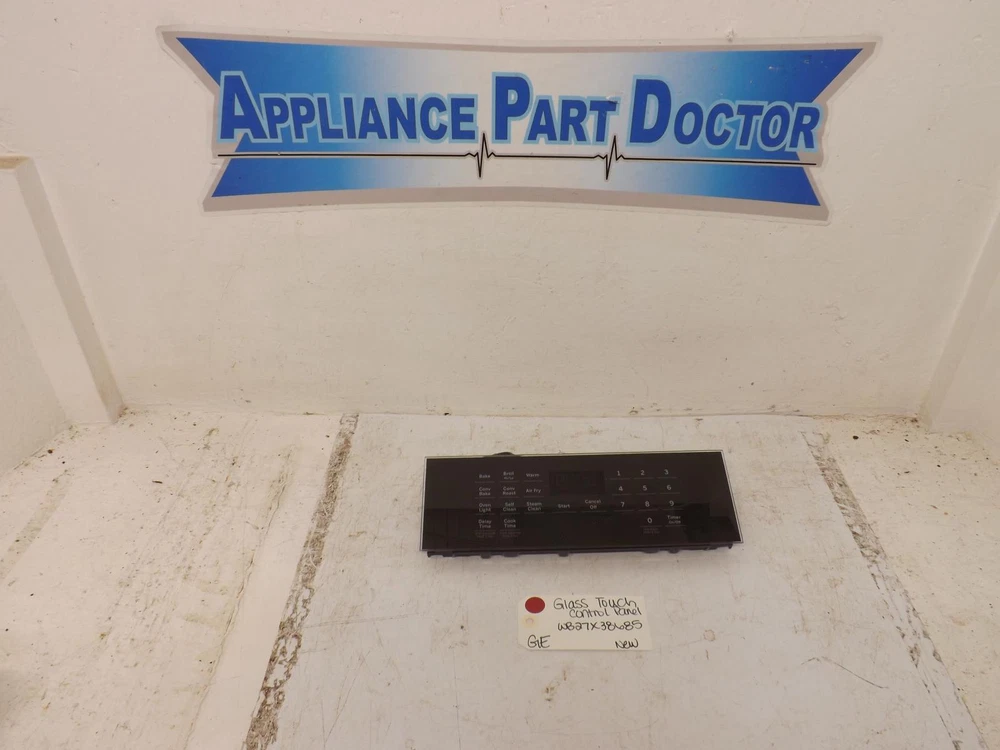 APPLIANCE PART DOCTOR
Bake Broil Warm 1 2 3
Conv Bake Conv Roast Air Fry 4 5 6
Oven Light Self Clean Steam Clean Start Cancel Off 7 8 9
Delay Time Cook Time 0 Timer
Glass Touch
Control Panel
WB27X38685
GE New